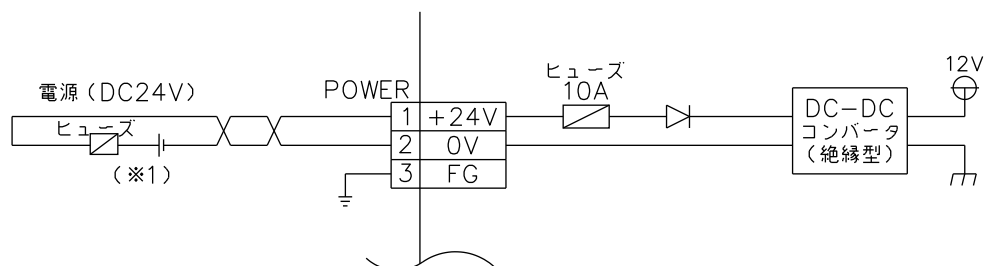 電源(DC24V)
ヒューズ
(※1)
POWER
1 +24V
2 0V
3 FG
ヒューズ
10A
DC-DC
コンバータ
(絶縁型)
12V